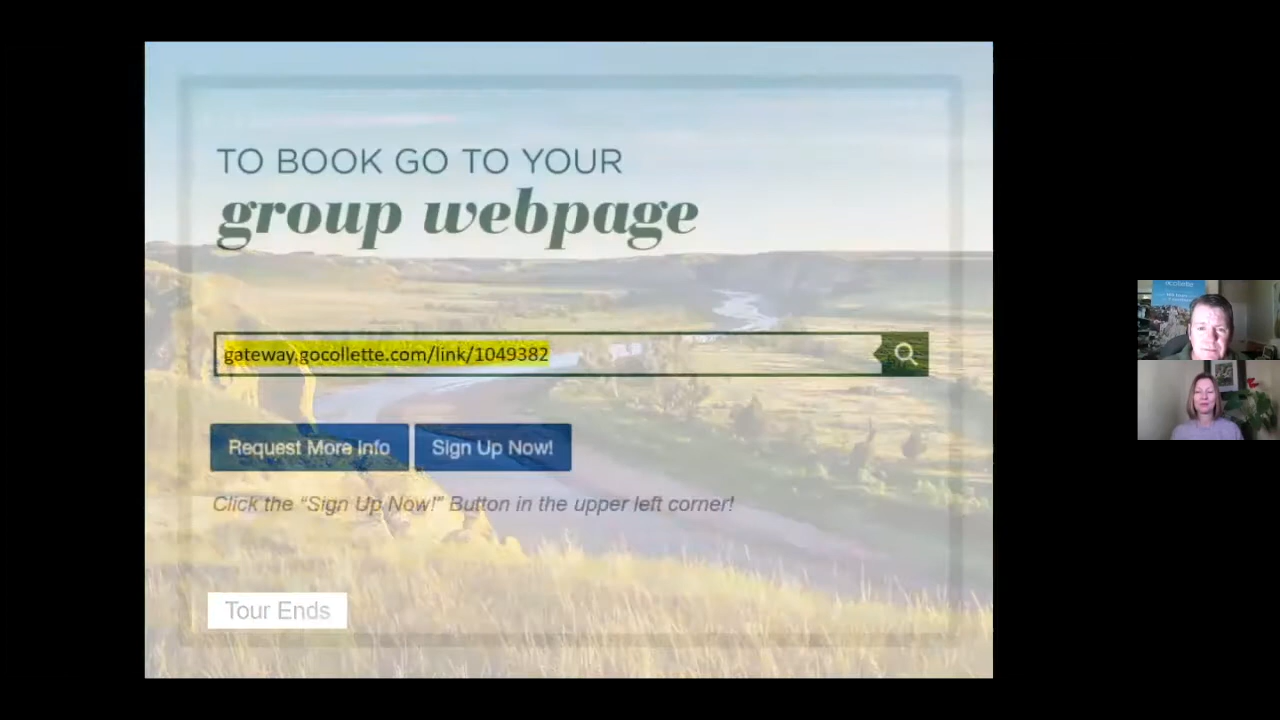 TO BOOK GO TO YOUR
group webpage
gateway.gocollette.com/link/1049382
Request More Info
Sign Up Now!
Click the “Sign Up Now!” Button in the upper left corner!
Tour Ends
ocollette